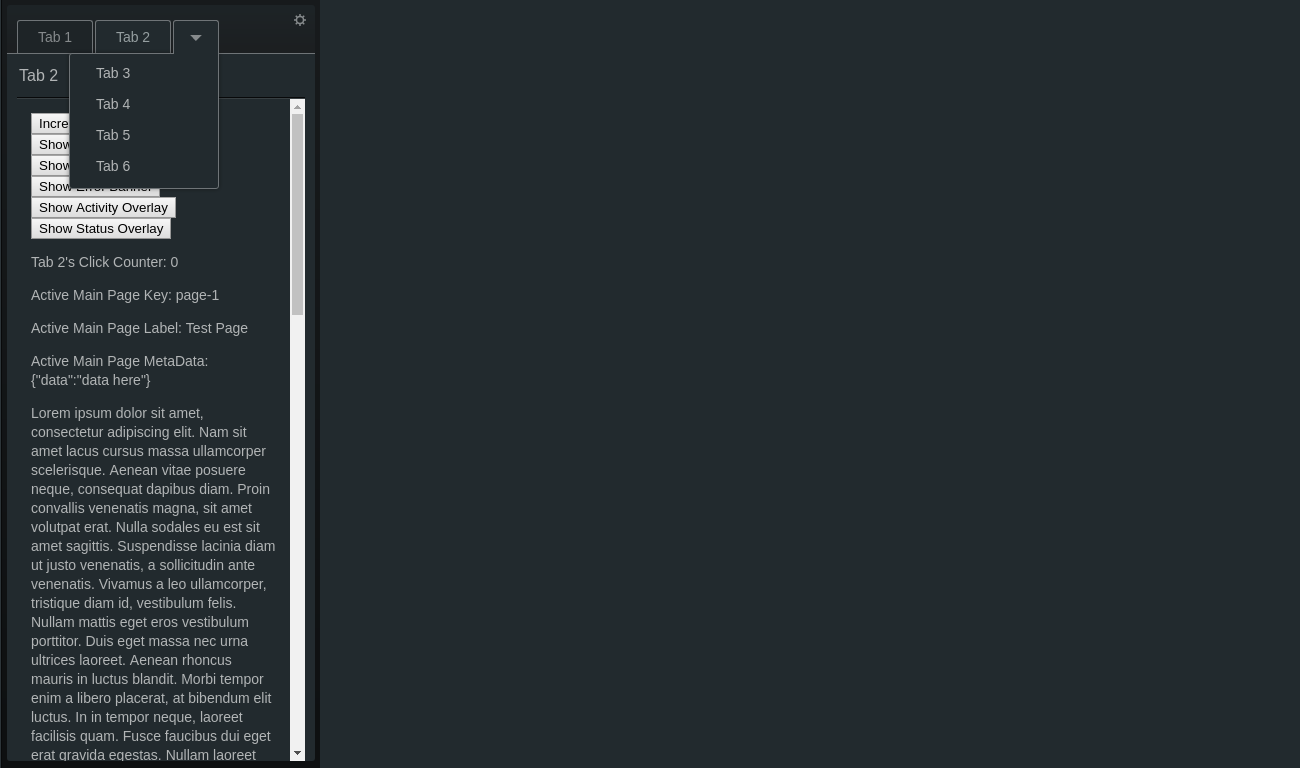 Tab 1
Tab 2
Tab 2
Tab 3
Tab 4
Tab 5
Tab 6
Incre
Show
Show
Show Error Banner
Show Activity Overlay
Show Status Overlay
Tab 2's Click Counter: 0
Active Main Page Key: page-1
Active Main Page Label: Test Page
Active Main Page MetaData:
{"data":"data here"}
Lorem ipsum dolor sit amet,
consectetur adipiscing elit. Nam sit
amet lacus cursus massa ullamcorper
scelerisque. Aenean vitae posuere
neque, consequat dapibus diam. Proin
convallis venenatis magna, sit amet
volutpat erat. Nulla sodales eu est sit
amet sagittis. Suspendisse lacinia diam
ut justo venenatis, a sollicitudin ante
venenatis. Vivamus a leo ullamcorper,
tristique diam id, vestibulum felis.
Nullam mattis eget eros vestibulum
porttitor. Duis eget massa nec urna
ultrices laoreet. Aenean rhoncus
mauris in luctus blandit. Morbi tempor
enim a libero placerat, at bibendum elit
luctus. In in tempor neque, laoreet
facilisis quam. Fusce faucibus dui eget
erat gravida egestas. Nullam laoreet